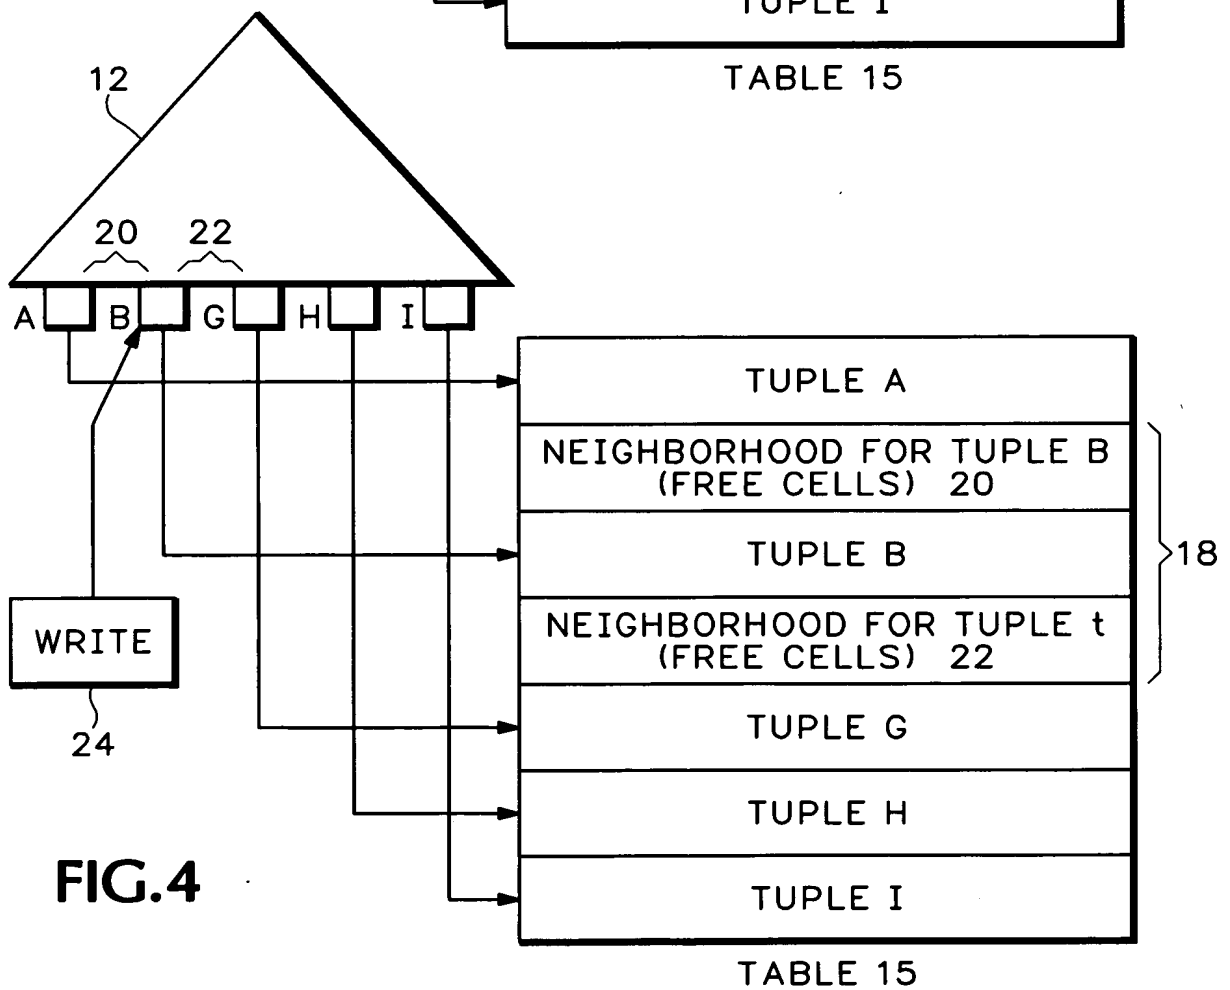 TUPLE I
TABLE 15
12
20 22
A B G H I
TUPLE A
NEIGHBORHOOD FOR TUPLE B
(FREE CELLS) 20
TUPLE B
18
NEIGHBORHOOD FOR TUPLE t
(FREE CELLS) 22
WRITE
24
TUPLE G
TUPLE H
TUPLE I
FIG.4
TABLE 15